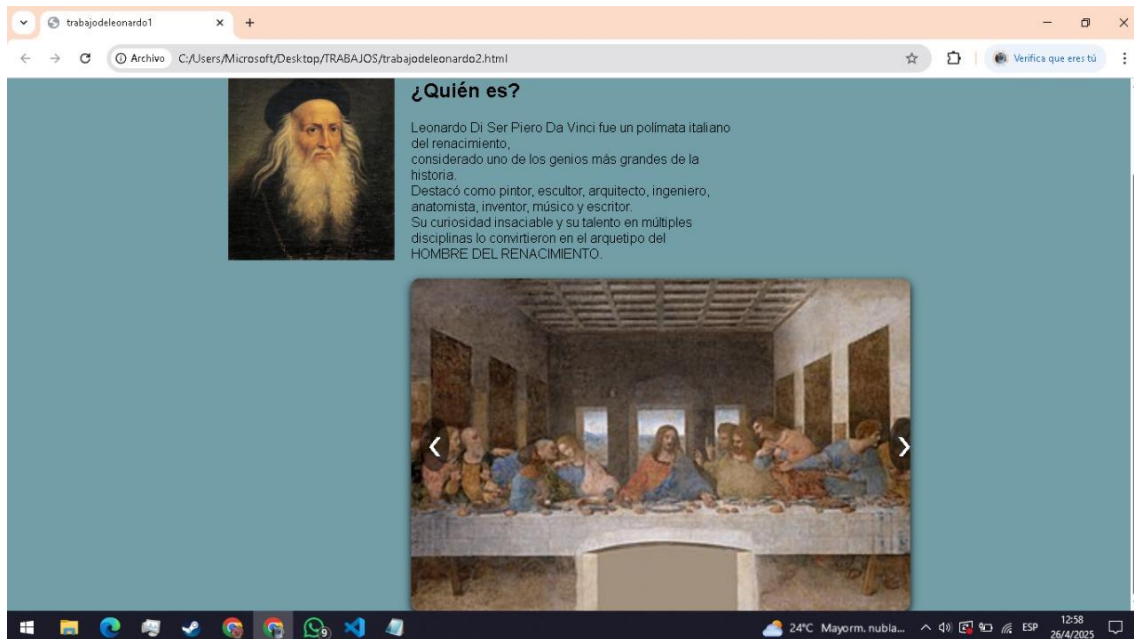 trabajodeleonardo1
Archivo C:/Users/Microsoft/Desktop/TRABAJOS/trabajodeleonardo2.html Verifica que eres tú
¿Quién es?
Leonardo Di Ser Piero Da Vinci fue un polímata italiano
del renacimiento,
considerado uno de los genios más grandes de la
historia.
Destacó como pintor, escultor, arquitecto, ingeniero,
anatomista, inventor, músico y escritor.
Su curiosidad insaciable y su talento en múltiples
disciplinas lo convirtieron en el arquetipo del
HOMBRE DEL RENACIMIENTO.
9 24°C Mayorm. nubla... ESP 12:58
26/4/2025